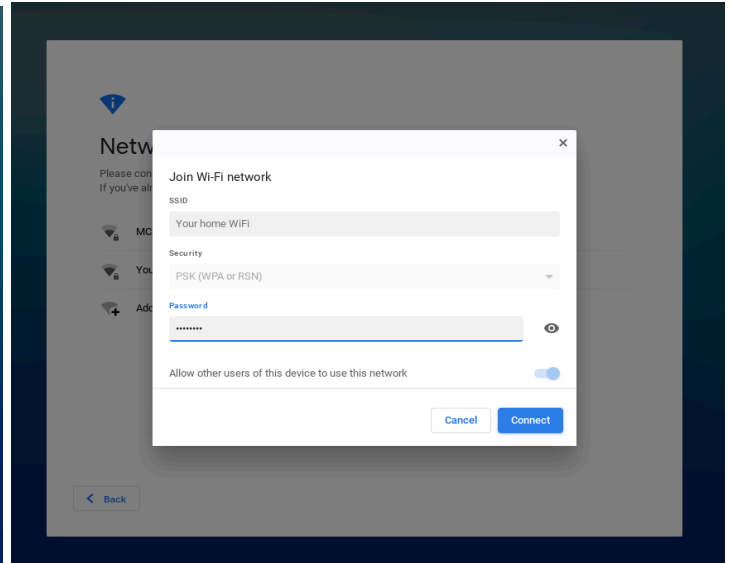 Netw
Please con
If you've alr
MC
You
Add
Join Wi-Fi network
SSID
Your home WiFi
Security
PSK (WPA or RSN)
Password
••••••••
Allow other users of this device to use this network
Cancel
Connect
Back